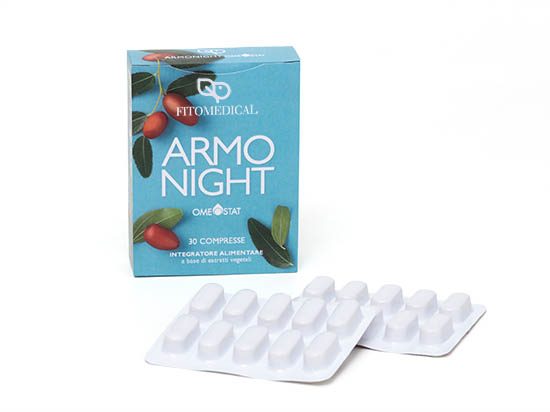 ARMONIGHT OMEOSTAT
FITOMEDICAL
ARMO
NIGHT
OMEOSTAT
30 COMPRESSE
INTEGRATORE ALIMENTARE
a base di estratti vegetali